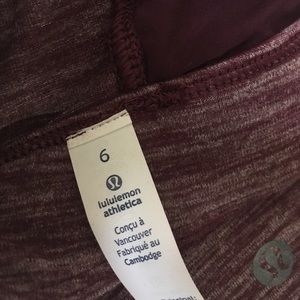 6
lululemon
athletica
Conçu à
Vancouver
Fabriqué au
Cambodge